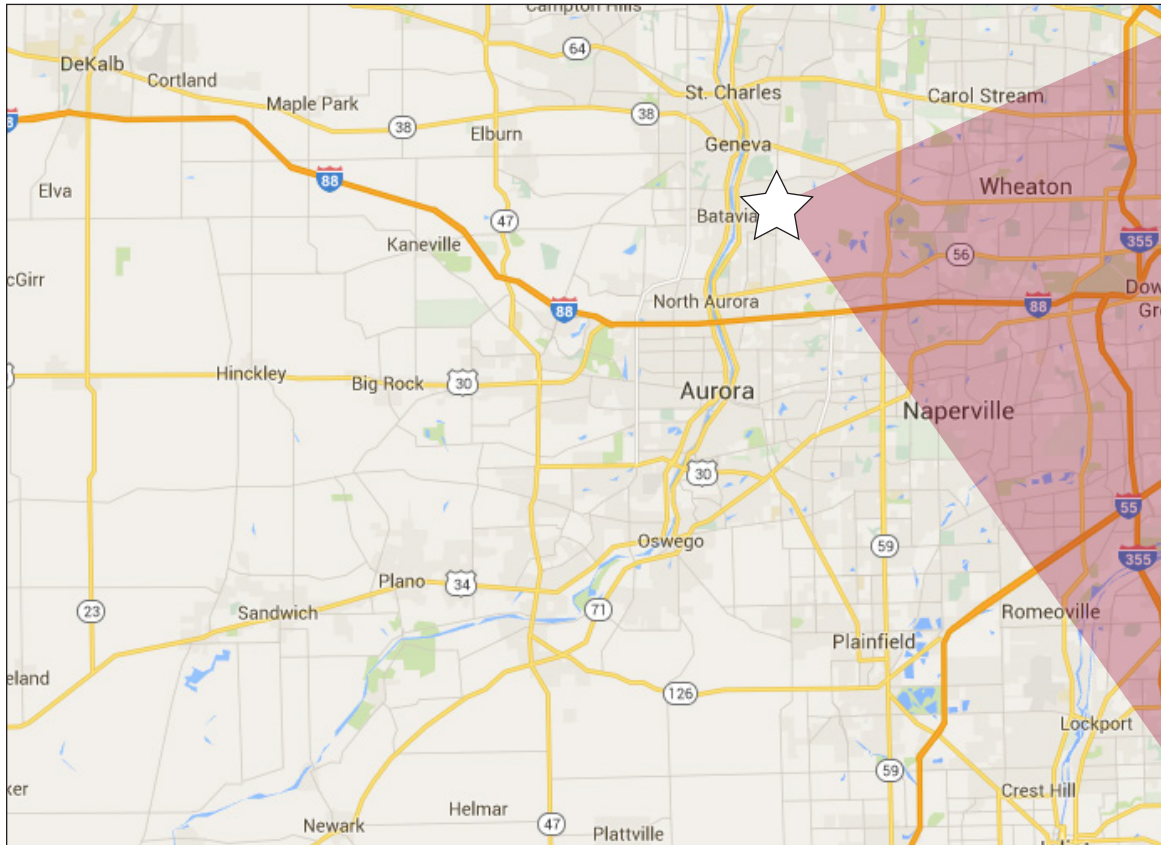 Campton Hills
64
DeKalb
Cortland
St. Charles
Carol Stream
Maple Park
38
38
Elburn
Geneva
88
Elva
Wheaton
47
Batavia
Kaneville
355
56
cGirr
Dow
Gro
North Aurora
88
88
Hinckley
Big Rock
30
Aurora
Naperville
30
55
Oswego
59
355
Plano
34
23
Sandwich
71
Romeoville
Plainfield
eland
126
Lockport
59
Crest Hill
Helmar
Newark
47
Plattville